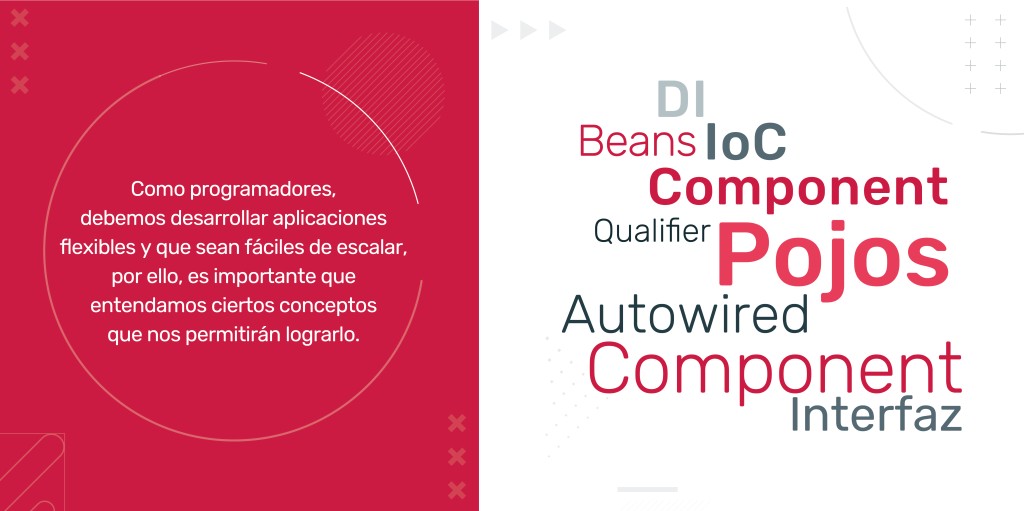 Como programadores,
debemos desarrollar aplicaciones
flexibles y que sean fáciles de escalar,
por ello, es importante que
entendamos ciertos conceptos
que nos permitirán lograrlo.
DI
Beans IoC
Component
Qualifier Pojos
Autowired
Component
Interfaz